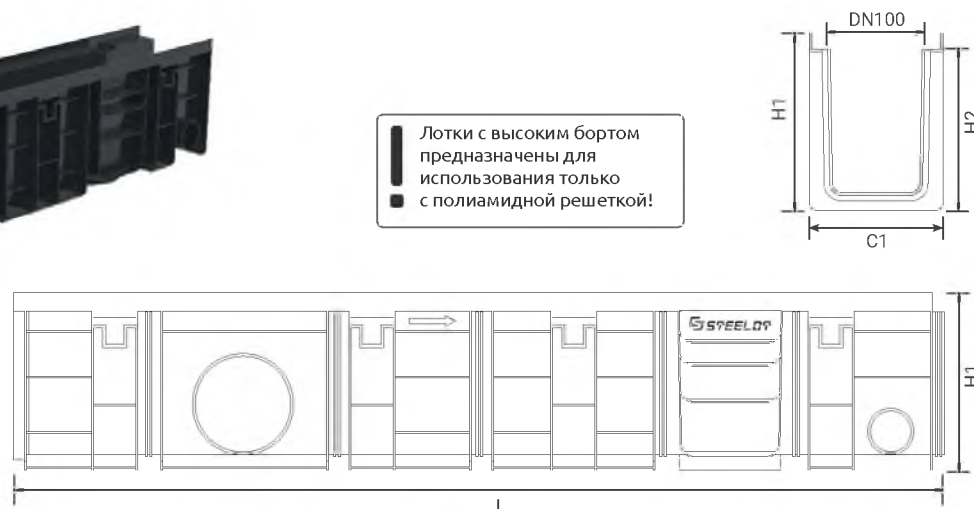 DN100
H1
H2
Лотки с высоким бортом
предназначены для
использования только
с полиамидной решеткой!
C1
STEELOT
H1
L